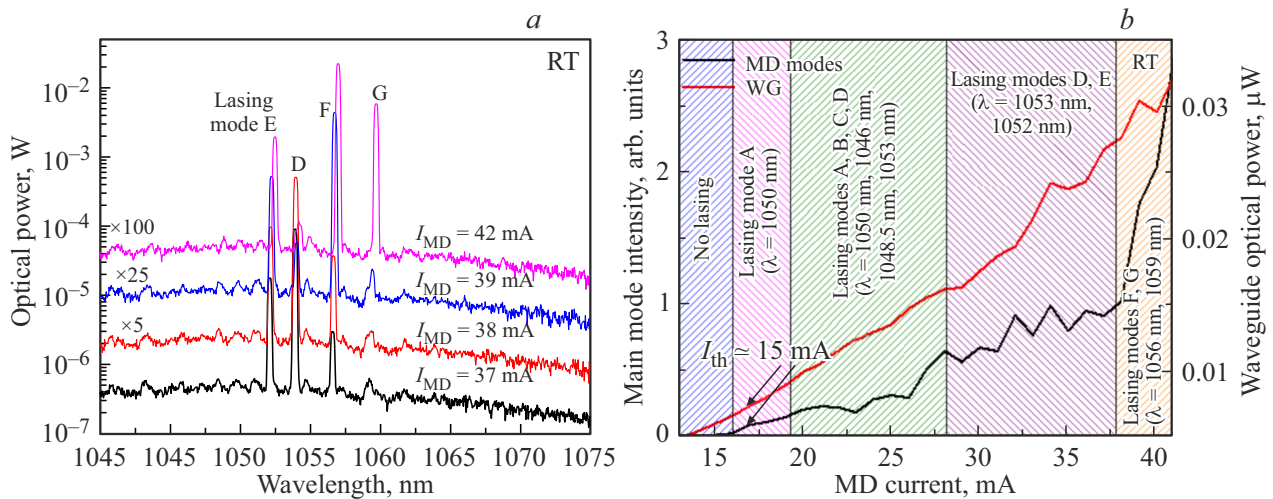 a
RT
Optical power, W
10⁻²
10⁻³
10⁻⁴
10⁻⁵
10⁻⁶
10⁻⁷
Lasing
mode E
D
F
G
×100
×25
×5
I_MD = 42 mA
I_MD = 39 mA
I_MD = 38 mA
I_MD = 37 mA
1045 1050 1055 1060 1065 1070 1075
Wavelength, nm
b
RT
Main mode intensity, arb. units
3
2
1
0
MD modes
WG
No lasing
Lasing mode A
(λ = 1050 nm)
Lasing modes A, B, C, D
(λ = 1050 nm, 1046 nm,
1048.5 nm, 1053 nm)
Lasing modes D, E
(λ = 1053 nm,
1052 nm)
Lasing modes F, G
(λ = 1056 nm, 1059 nm)
I_th ≃ 15 mA
0.03
0.02
0.01
Waveguide optical power, μW
15 20 25 30 35 40
MD current, mA